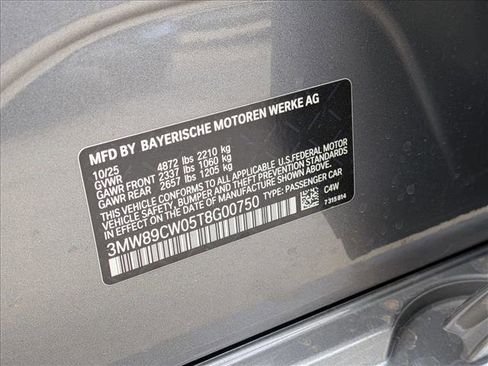 MFD BY BAYERISCHE MOTOREN WERKE AG
10/25
GVWR 4872 lbs 2210 kg
GAWR FRONT 2337 lbs 1060 kg
GAWR REAR 2657 lbs 1205 kg
THIS VEHICLE CONFORMS TO ALL APPLICABLE U.S. FEDERAL MOTOR
VEHICLE SAFETY, BUMPER AND THEFT PREVENTION STANDARDS
IN EFFECT ON THE DATE OF MANUFACTURE SHOWN ABOVE.
3MW89CW05T8G00750 TYPE: PASSENGER CAR
C4W
7 315 814